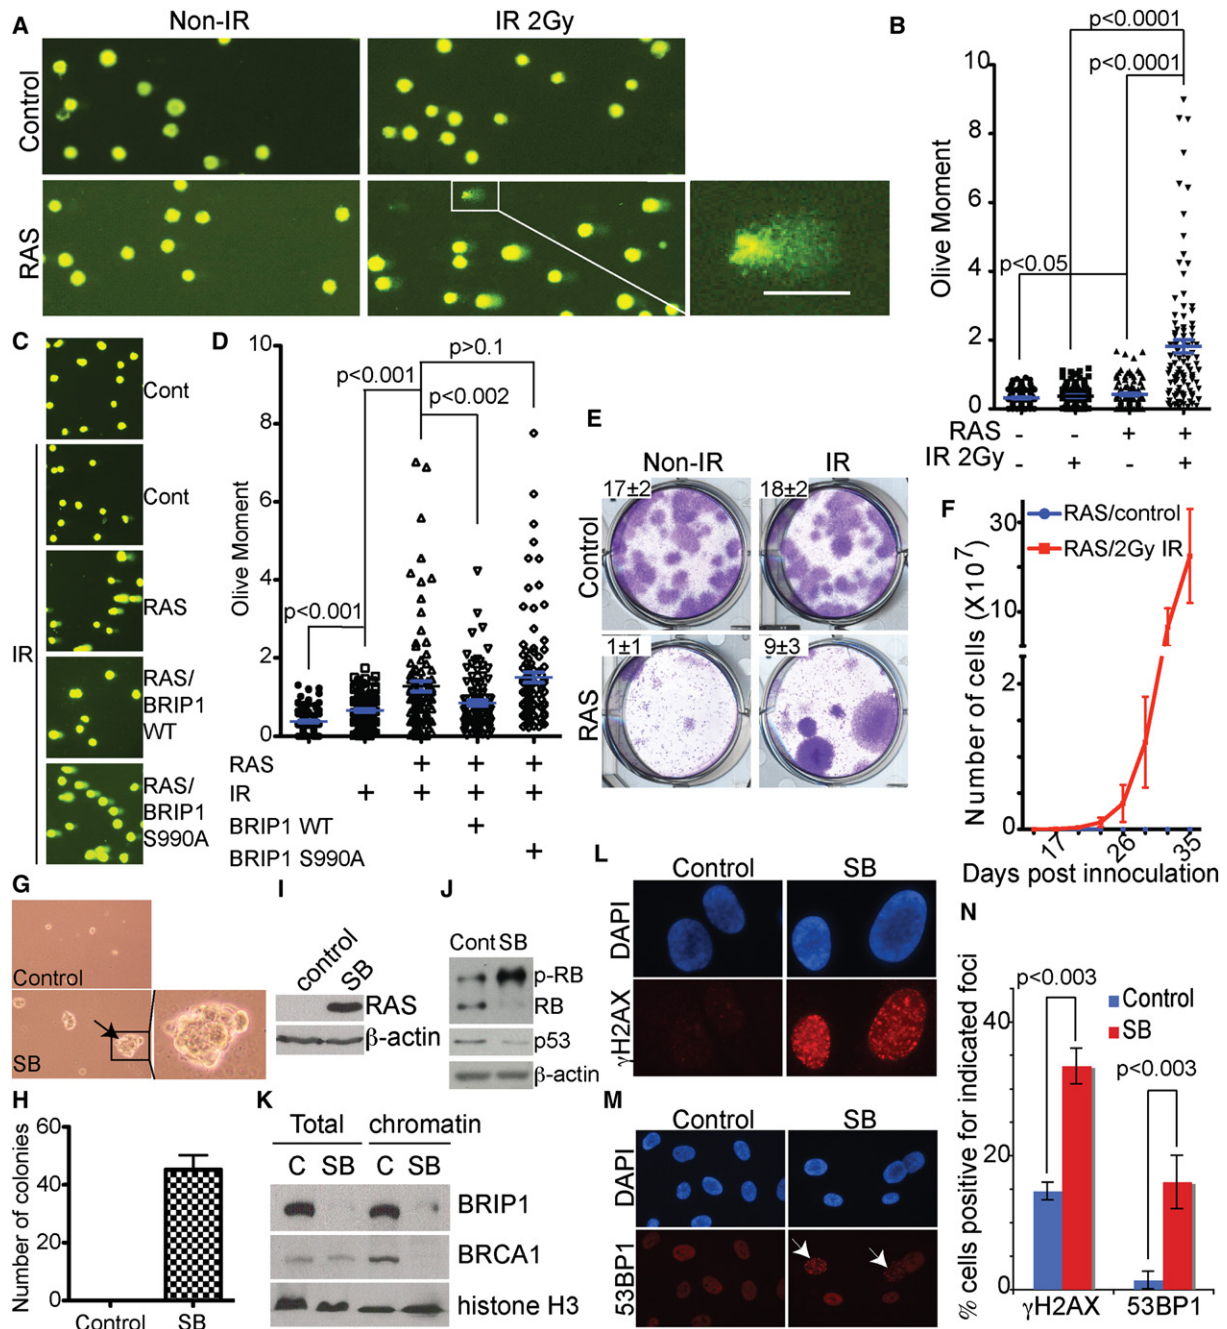 A
Non-IR
IR 2Gy
Control
RAS
B
p<0.0001
p<0.0001
p<0.05
Olive Moment
10
8
6
4
2
0
RAS - - + +
IR 2Gy - + - +
C
Cont
Cont
RAS
RAS/
BRIP1
WT
RAS/
BRIP1
S990A
IR
D
p>0.1
p<0.001
p<0.002
p<0.001
Olive Moment
10
8
6
4
2
0
RAS + + +
IR + + + +
BRIP1 WT +
BRIP1 S990A +
E
Non-IR
IR
Control
17±2
18±2
RAS
1±1
9±3
F
RAS/control
RAS/2Gy IR
Number of cells (X10⁷)
30
10
2
0
17
26
35
Days post innoculation
G
Control
SB
H
Number of colonies
60
40
20
0
Control
SB
I
control
SB
RAS
β-actin
J
Cont SB
p-RB
RB
p53
β-actin
K
Total
chromatin
C SB C SB
BRIP1
BRCA1
histone H3
L
Control
SB
DAPI
γH2AX
M
Control
SB
DAPI
53BP1
N
% cells positive for indicated foci
p<0.003
Control
SB
p<0.003
40
20
0
γH2AX
53BP1